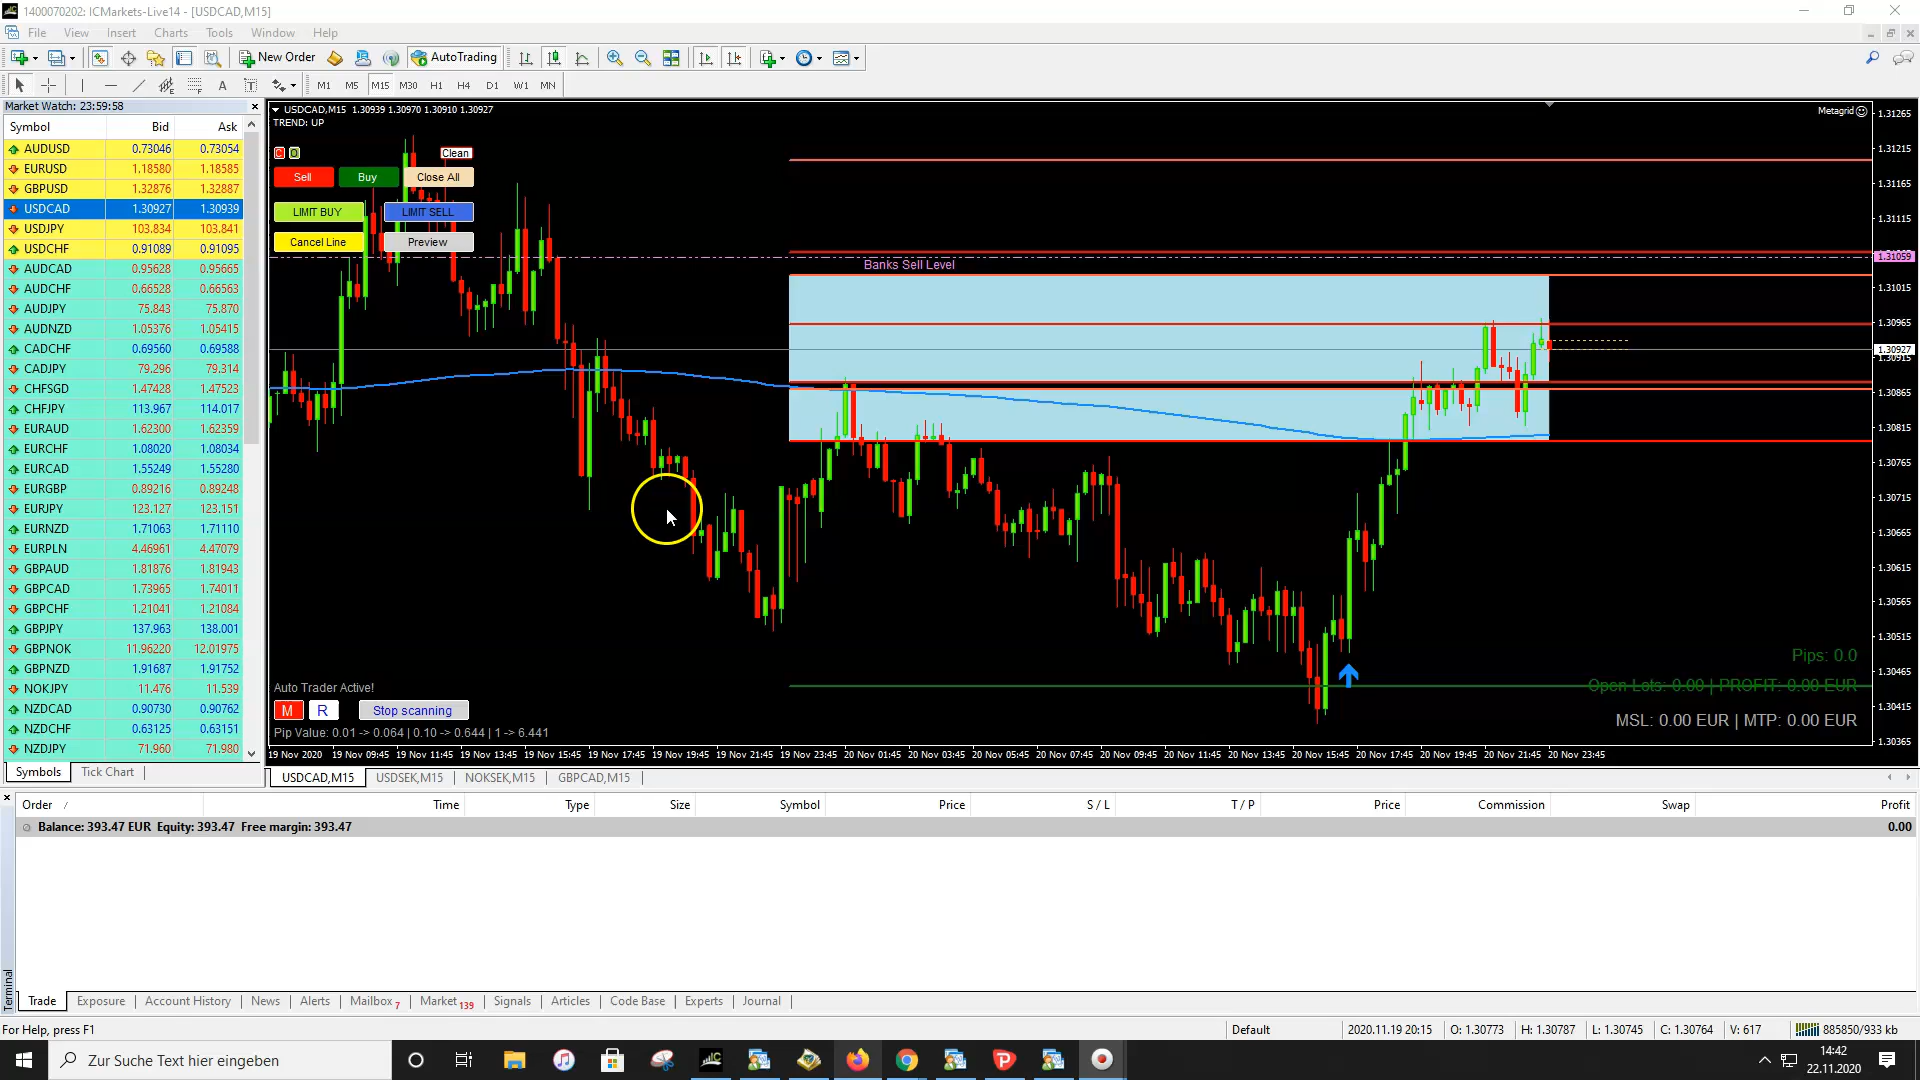 1400070202: ICMarkets-Live14 - [USDCAD,M15]
File View Insert Charts Tools Window Help
New Order AutoTrading
A T M1 M5 M15 M30 H1 H4 D1 W1 MN
Market Watch: 23:59:58
Symbol Bid Ask
AUDUSD 0.73046 0.73054
EURUSD 1.18580 1.18585
GBPUSD 1.32876 1.32887
USDCAD 1.30927 1.30939
USDJPY 103.834 103.841
USDCHF 0.91089 0.91095
AUDCAD 0.95628 0.95665
AUDCHF 0.66528 0.66563
AUDJPY 75.843 75.870
AUDNZD 1.05376 1.05415
CADCHF 0.69560 0.69588
CADJPY 79.296 79.314
CHFSGD 1.47428 1.47523
CHFJPY 113.967 114.017
EURAUD 1.62300 1.62359
EURCHF 1.08020 1.08034
EURCAD 1.55249 1.55280
EURGBP 0.89216 0.89248
EURJPY 123.127 123.151
EURNZD 1.71063 1.71110
EURPLN 4.46961 4.47079
GBPAUD 1.81876 1.81943
GBPCAD 1.73965 1.74011
GBPCHF 1.21041 1.21084
GBPJPY 137.963 138.001
GBPNOK 11.96220 12.01975
GBPNZD 1.91687 1.91752
NOKJPY 11.476 11.539
NZDCAD 0.90730 0.90762
NZDCHF 0.63125 0.63151
NZDJPY 71.960 71.980
Symbols Tick Chart
USDCAD,M15 1.30939 1.30970 1.30910 1.30927
TREND: UP
Metagrid
Clean
Sell Buy Close All
LIMIT BUY LIMIT SELL
Cancel Line Preview
Banks Sell Level
1.31265
1.31215
1.31165
1.31115
1.31059
1.31015
1.30965
1.30927
1.30915
1.30865
1.30815
1.30765
1.30715
1.30665
1.30615
1.30565
1.30515
1.30465
1.30415
1.30365
Pips: 0.0
Open Lots: 0.00 | PROFIT: 0.00 EUR
MSL: 0.00 EUR | MTP: 0.00 EUR
Auto Trader Active!
M R Stop scanning
Pip Value: 0.01 -> 0.064 | 0.10 -> 0.644 | 1 -> 6.441
19 Nov 2020 19 Nov 09:45 19 Nov 11:45 19 Nov 13:45 19 Nov 15:45 19 Nov 17:45 19 Nov 19:45 19 Nov 21:45 19 Nov 23:45 20 Nov 01:45 20 Nov 03:45 20 Nov 05:45 20 Nov 07:45 20 Nov 09:45 20 Nov 11:45 20 Nov 13:45 20 Nov 15:45 20 Nov 17:45 20 Nov 19:45 20 Nov 21:45 20 Nov 23:45
USDCAD,M15 USDSEK,M15 NOKSEK,M15 GBPCAD,M15
Order / Time Type Size Symbol Price S / L T / P Price Commission Swap Profit
Balance: 393.47 EUR Equity: 393.47 Free margin: 393.47 0.00
Terminal
Trade Exposure Account History News Alerts Mailbox 7 Market 139 Signals Articles Code Base Experts Journal
For Help, press F1 Default 2020.11.19 20:15 O: 1.30773 H: 1.30787 L: 1.30745 C: 1.30764 V: 617 885850/933 kb
Zur Suche Text hier eingeben
14:42
22.11.2020